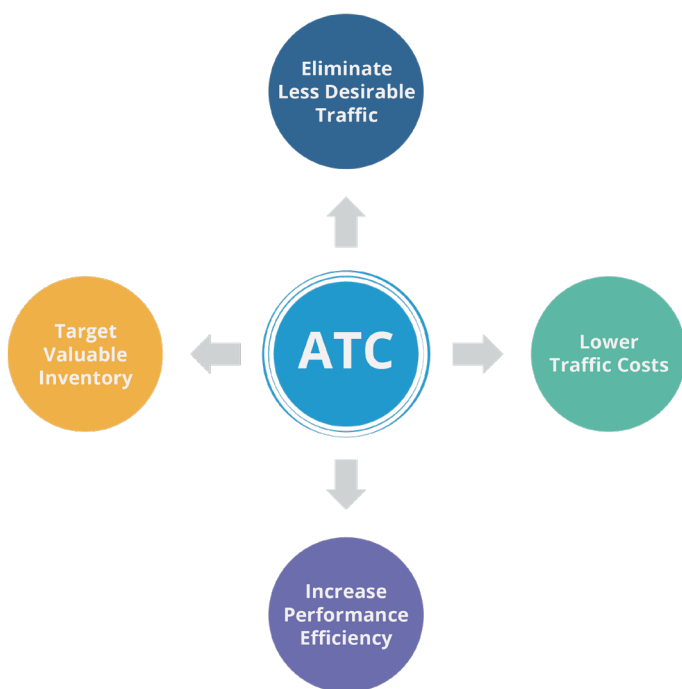 Eliminate
Less Desirable
Traffic
Target
Valuable
Inventory
ATC
Lower
Traffic Costs
Increase
Performance
Efficiency